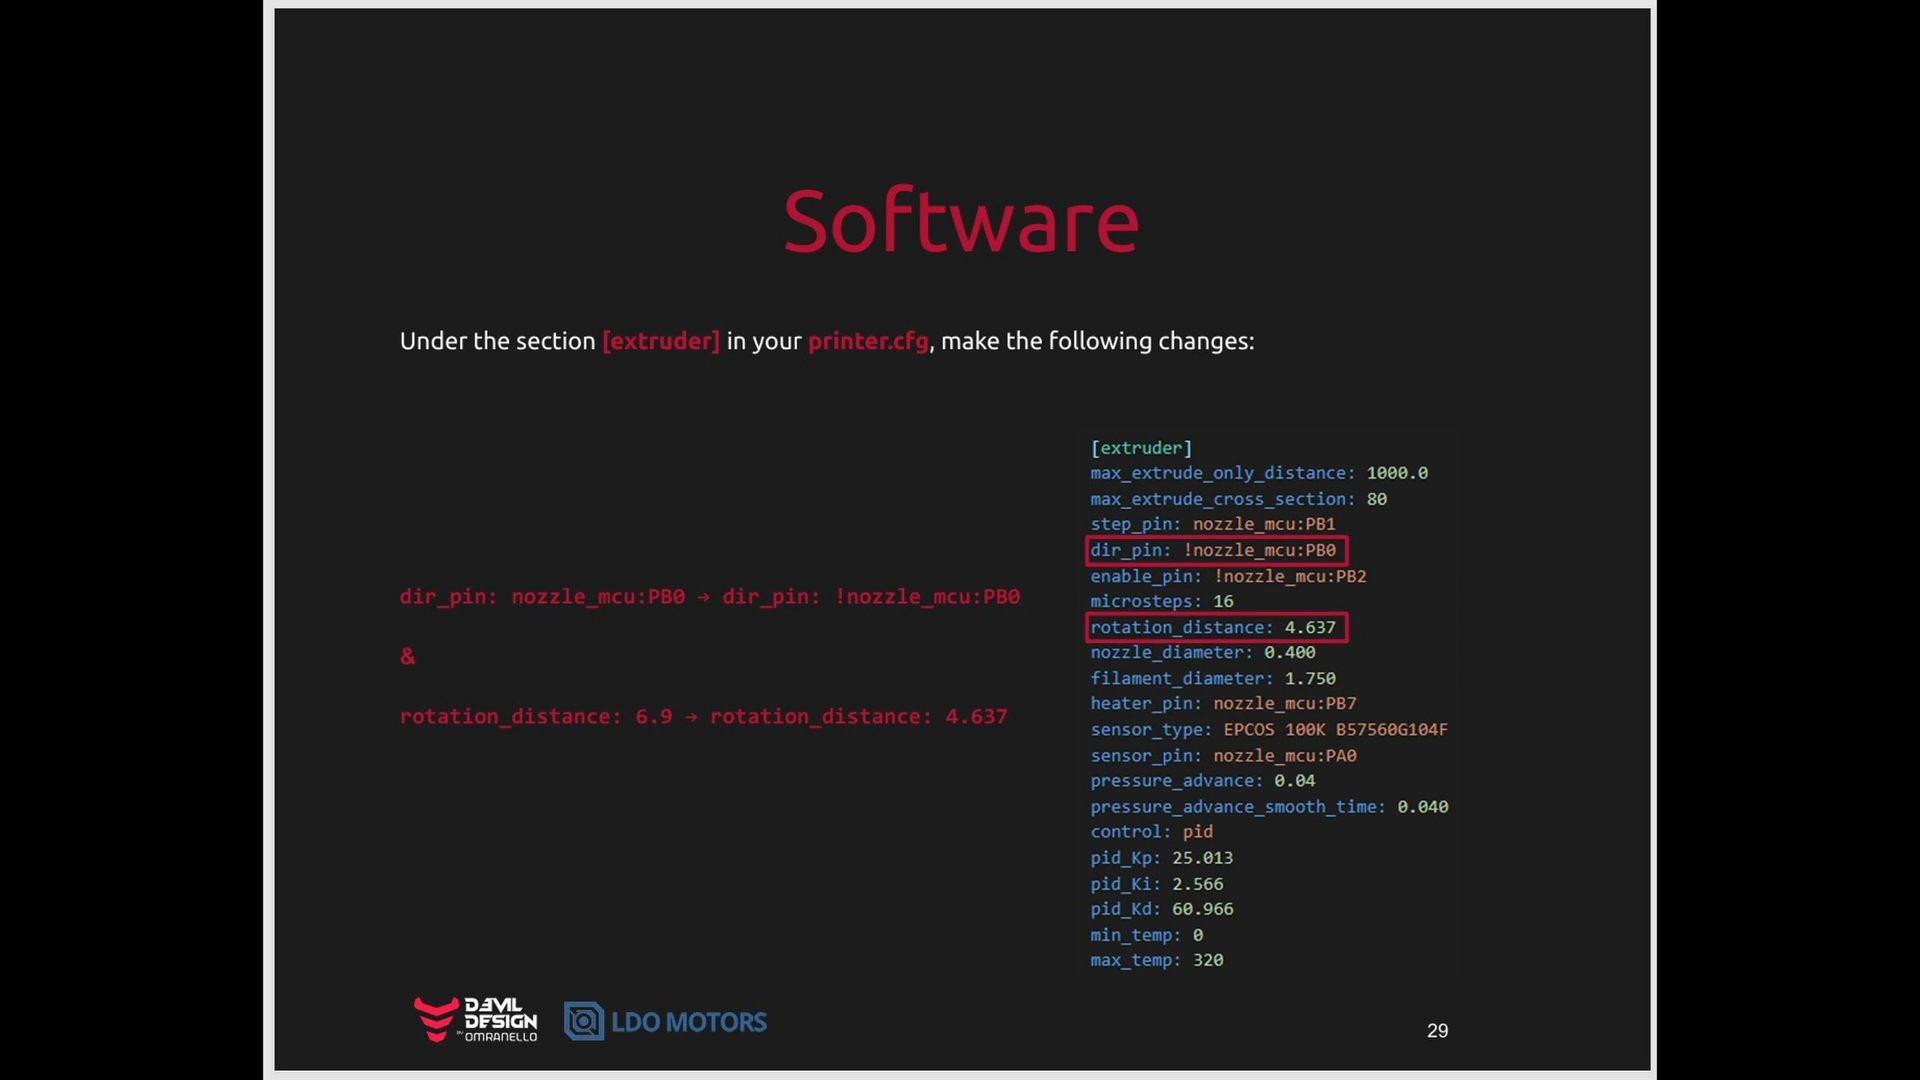 Software
Under the section [extruder] in your printer.cfg, make the following changes:
dir_pin: nozzle_mcu:PB0 → dir_pin: !nozzle_mcu:PB0
&
rotation_distance: 6.9 → rotation_distance: 4.637
[extruder]
max_extrude_only_distance: 1000.0
max_extrude_cross_section: 80
step_pin: nozzle_mcu:PB1
dir_pin: !nozzle_mcu:PB0
enable_pin: !nozzle_mcu:PB2
microsteps: 16
rotation_distance: 4.637
nozzle_diameter: 0.400
filament_diameter: 1.750
heater_pin: nozzle_mcu:PB7
sensor_type: EPCOS 100K B57560G104F
sensor_pin: nozzle_mcu:PA0
pressure_advance: 0.04
pressure_advance_smooth_time: 0.040
control: pid
pid_Kp: 25.013
pid_Ki: 2.566
pid_Kd: 60.966
min_temp: 0
max_temp: 320
D3VIL
DESIGN
BY OMRANELLO
LDO MOTORS
29